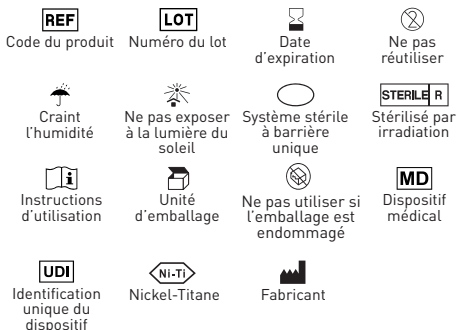 REF
LOT
Code du produit
Numéro du lot
Date
d'expiration
Ne pas
réutiliser
2
Craint
l'humidité
Ne pas exposer
à la lumière du
soleil
Système stérile
à barrière
unique
STERILE R
Stérilisé par
irradiation
i
Instructions
d'utilisation
Unité
d'emballage
Ne pas utiliser si
l'emballage est
endommagé
MD
Dispositif
médical
UDI
Identification
unique du
dispositif
Ni-Ti
Nickel-Titane
Fabricant